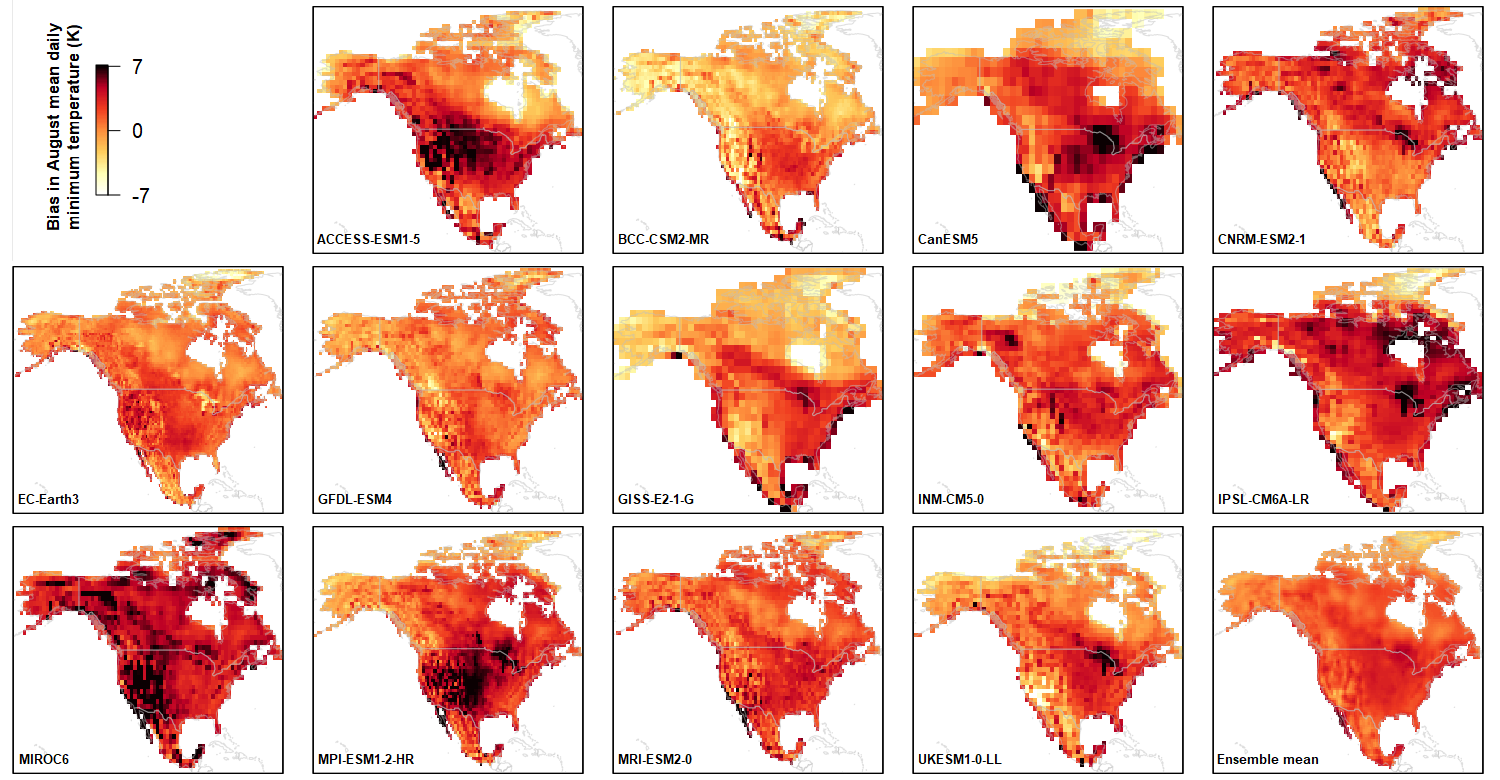 Bias in August mean daily
minimum temperature (K)
7
0
-7
ACCESS-ESM1-5
BCC-CSM2-MR
CanESM5
CNRM-ESM2-1
EC-Earth3
GFDL-ESM4
GISS-E2-1-G
INM-CM5-0
IPSL-CM6A-LR
MIROC6
MPI-ESM1-2-HR
MRI-ESM2-0
UKESM1-0-LL
Ensemble mean